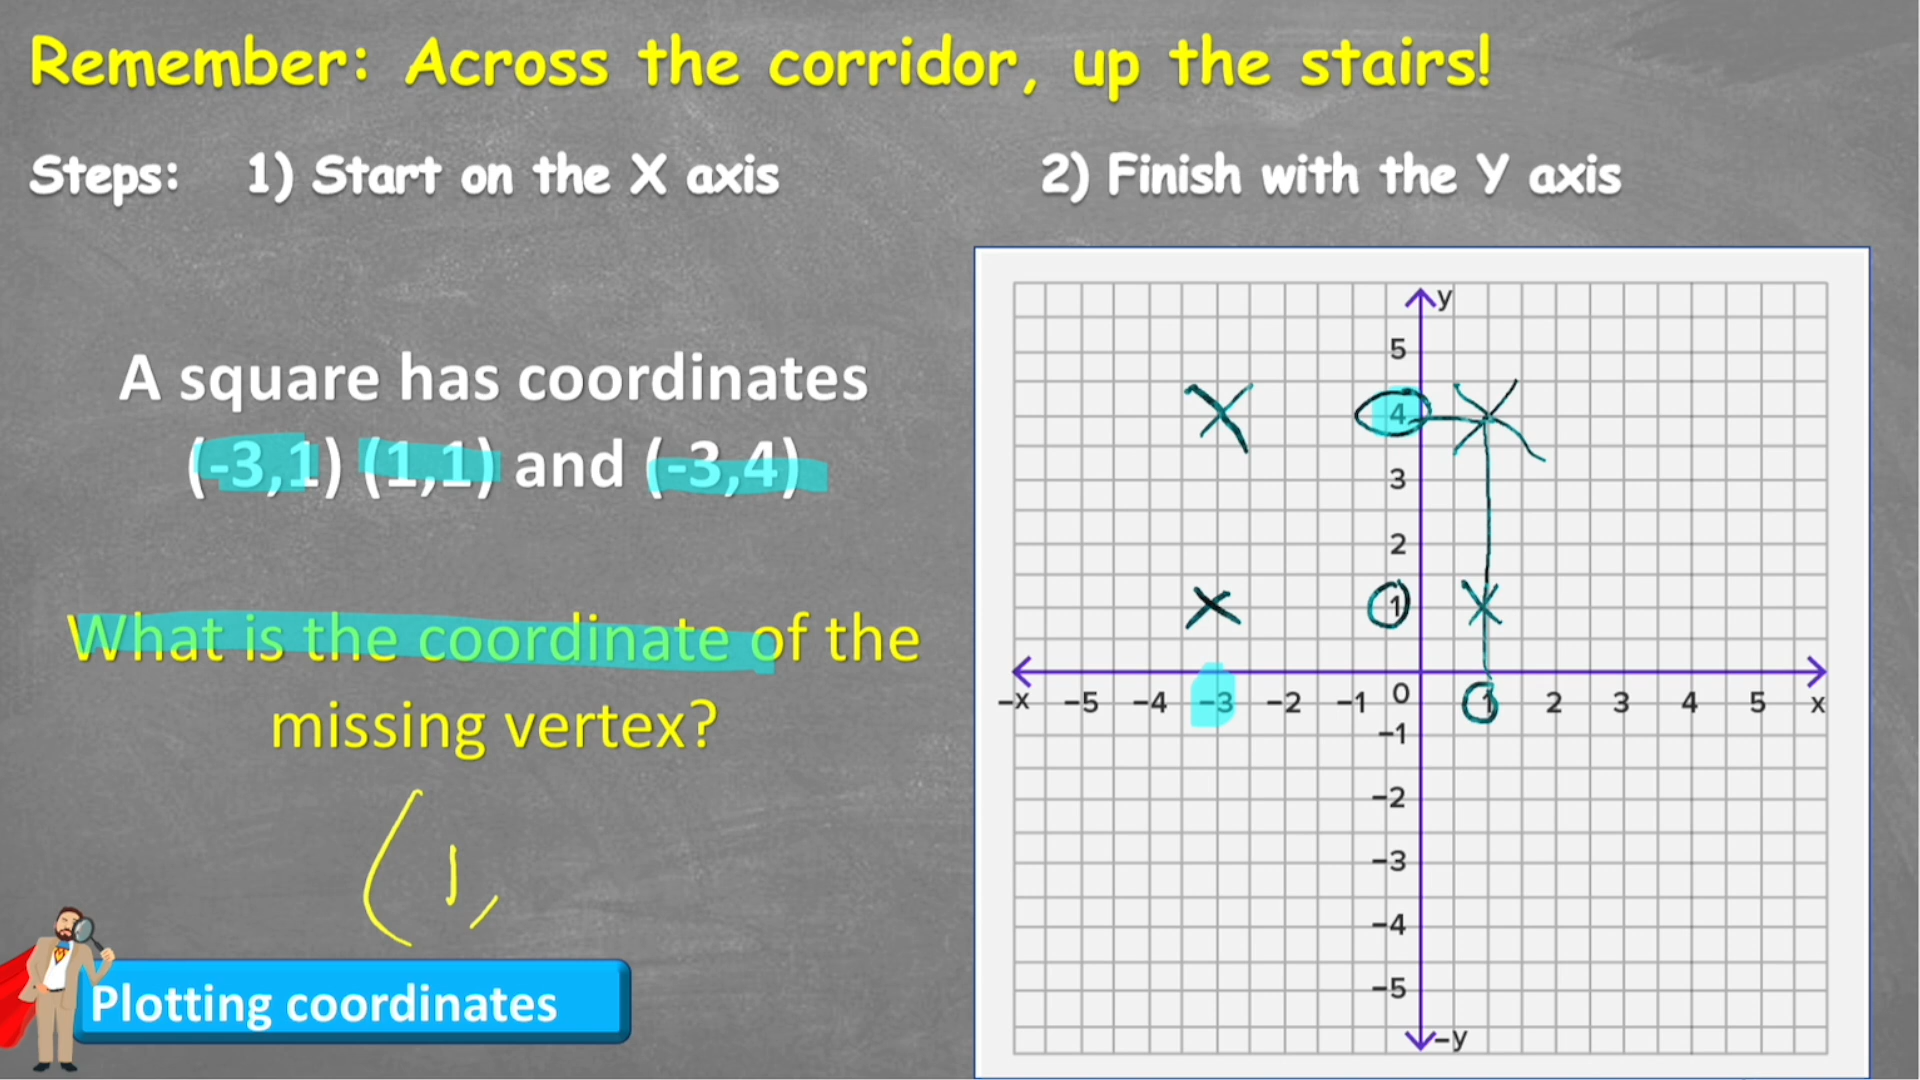 Remember: Across the corridor, up the stairs!
Steps: 1) Start on the X axis 2) Finish with the Y axis
A square has coordinates
(-3,1) (1,1) and (-3,4)
What is the coordinate of the
missing vertex?
(1,
Plotting coordinates
y
5
4
3
2
1
-x -5 -4 -3 -2 -1 0 1 2 3 4 5 x
-1
-2
-3
-4
-5
-y